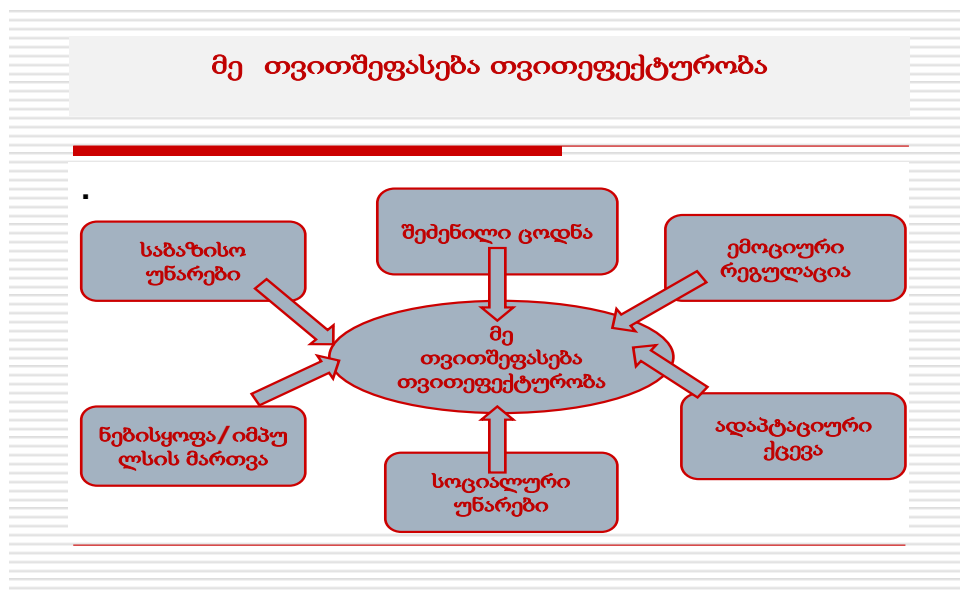 მე თვითშეფასება თვითეფექტურობა
.
შეძენილი ცოდნა
საბაზისო
უნარები
ემოციური
რეგულაცია
მე
თვითშეფასება
თვითეფექტურობა
ნებისყოფა/იმპუ
ლსის მართვა
ადაპტაციური
ქცევა
სოციალური
უნარები